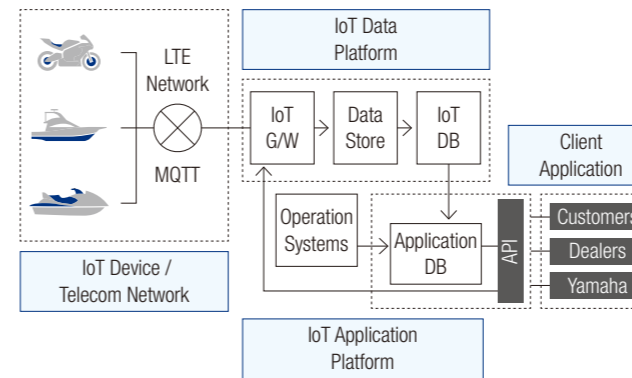 IoT Data
Platform
LTE
Network
MQTT
IoT
G/W
Data
Store
IoT
DB
Client
Application
Operation
Systems
Application
DB
API
Customers
Dealers
Yamaha
IoT Device /
Telecom Network
IoT Application
Platform